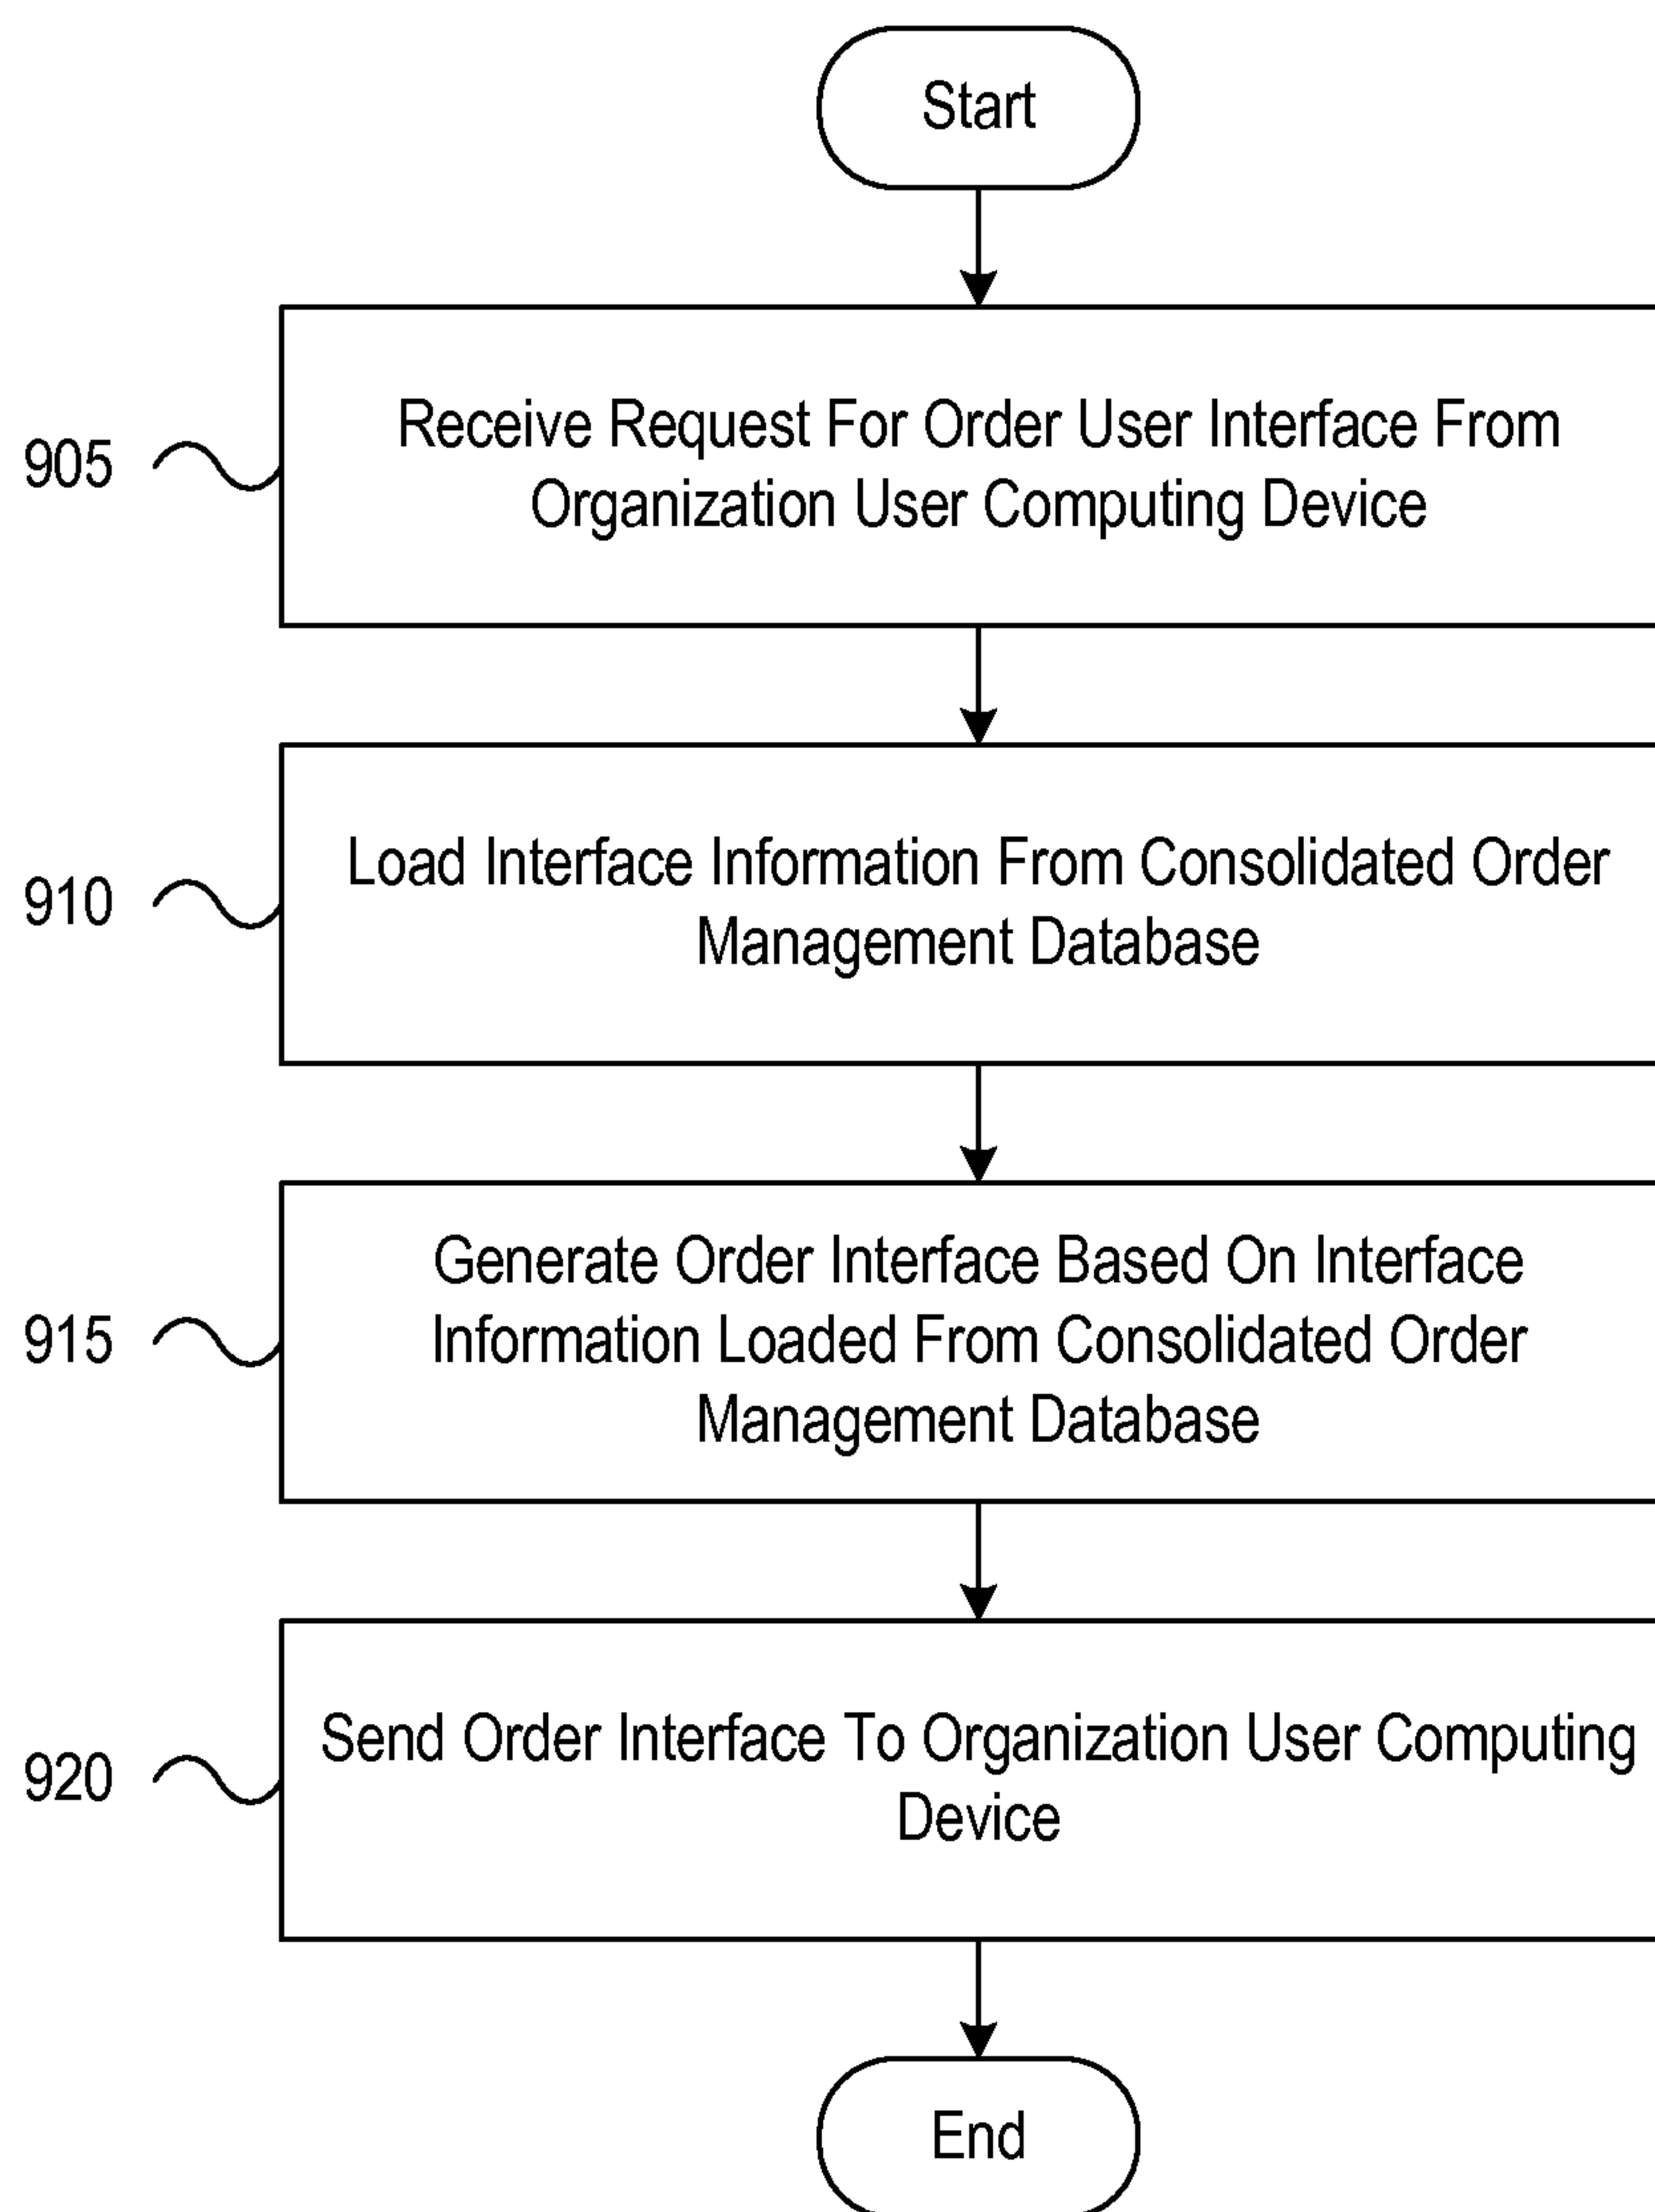 Start
905
Receive Request For Order User Interface From
Organization User Computing Device
910
Load Interface Information From Consolidated Order
Management Database
915
Generate Order Interface Based On Interface
Information Loaded From Consolidated Order
Management Database
920
Send Order Interface To Organization User Computing
Device
End